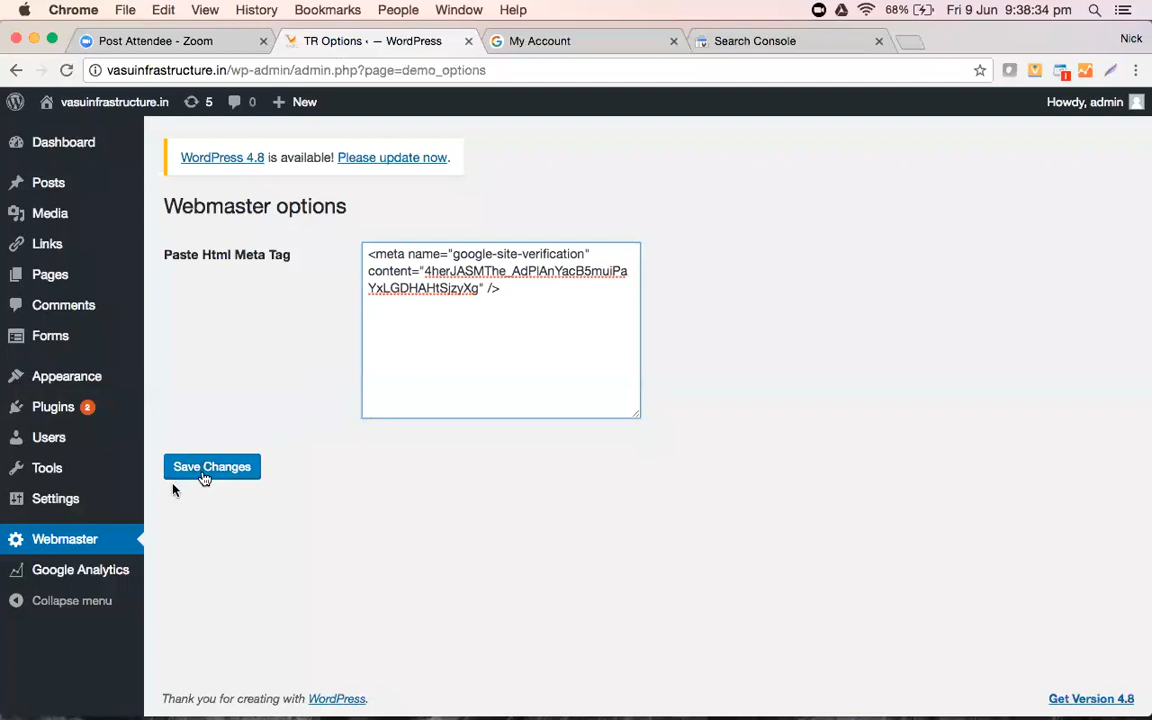 Chrome File Edit View History Bookmarks People Window Help 68% Fri 9 Jun 9:38:34 pm
Post Attendee - Zoom TR Options ‹ — WordPress My Account Search Console Nick
vasuinfrastructure.in/wp-admin/admin.php?page=demo_options
vasuinfrastructure.in 5 0 + New Howdy, admin
Dashboard
WordPress 4.8 is available! Please update now.
Posts
Media
Links
Pages
Comments
Forms
Appearance
Plugins 2
Users
Tools
Settings
Webmaster
Google Analytics
Collapse menu
Webmaster options
Paste Html Meta Tag
<meta name="google-site-verification"
content="4herJASMThe_AdPlAnYacB5muiPa
YxLGDHAHtSjzyXg" />
Save Changes
Thank you for creating with WordPress.
Get Version 4.8